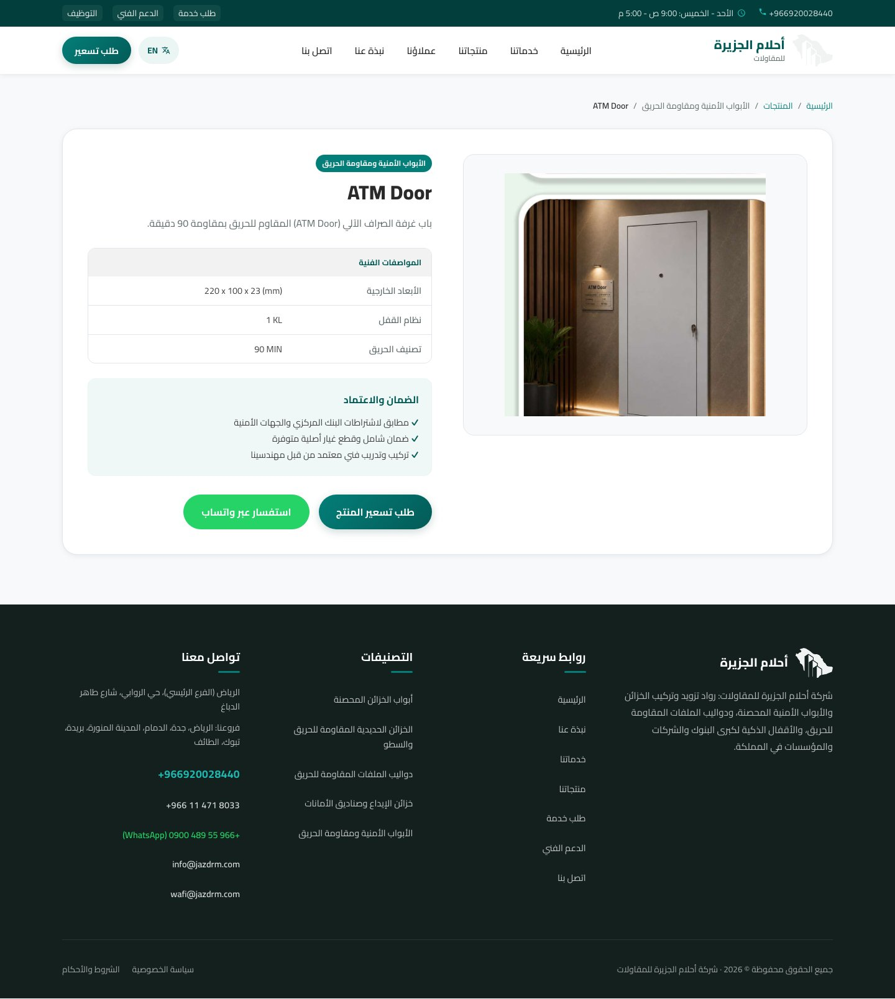 +966920028440
الأحد - الخميس: 9:00 ص - 5:00 م
طلب خدمة
الدعم الفني
التوظيف
أحلام الجزيرة
للمقاولات
الرئيسية
خدماتنا
منتجاتنا
عملاؤنا
نبذة عنا
اتصل بنا
EN
طلب تسعير
الرئيسية / المنتجات / الأبواب الأمنية ومقاومة الحريق / ATM Door
ATM Door
الأبواب الأمنية ومقاومة الحريق
ATM Door
باب غرفة الصراف الآلي (ATM Door) المقاوم للحريق بمقاومة 90 دقيقة.
المواصفات الفنية
الأبعاد الخارجية 220 x 100 x 23 (mm)
نظام القفل 1 KL
تصنيف الحريق 90 MIN
الضمان والاعتماد
✓ مطابق لاشتراطات البنك المركزي والجهات الأمنية
✓ ضمان شامل وقطع غيار أصلية متوفرة
✓ تركيب وتدريب فني معتمد من قبل مهندسينا
طلب تسعير المنتج
استفسار عبر واتساب
أحلام الجزيرة
شركة أحلام الجزيرة للمقاولات: رواد تزويد وتركيب الخزائن
والأبواب الأمنية المحصنة، ودواليب الملفات المقاومة
للحريق، والأقفال الذكية لكبرى البنوك والشركات
والمؤسسات في المملكة.
روابط سريعة
الرئيسية
نبذة عنا
خدماتنا
منتجاتنا
طلب خدمة
الدعم الفني
اتصل بنا
التصنيفات
أبواب الخزائن المحصنة
الخزائن الحديدية المقاومة للحريق
والسطو
دواليب الملفات المقاومة للحريق
خزائن الإيداع وصناديق الأمانات
الأبواب الأمنية ومقاومة الحريق
تواصل معنا
الرياض (الفرع الرئيسي)، حي الروابي، شارع طاهر
الدباغ
فروعنا: الرياض، جدة، الدمام، المدينة المنورة، بريدة،
تبوك، الطائف
+966920028440
+966 11 471 8033
+966 55 489 0900 (WhatsApp)
info@jazdrm.com
wafi@jazdrm.com
جميع الحقوق محفوظة © 2026 · شركة أحلام الجزيرة للمقاولات
سياسة الخصوصية
الشروط والأحكام